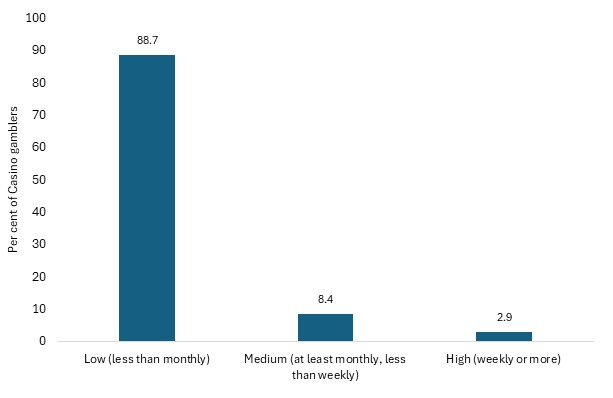 100
90
80
70
60
50
40
30
20
10
0
Per cent of Casino gamblers
88.7
8.4
2.9
Low (less than monthly)
Medium (at least monthly, less
than weekly)
High (weekly or more)